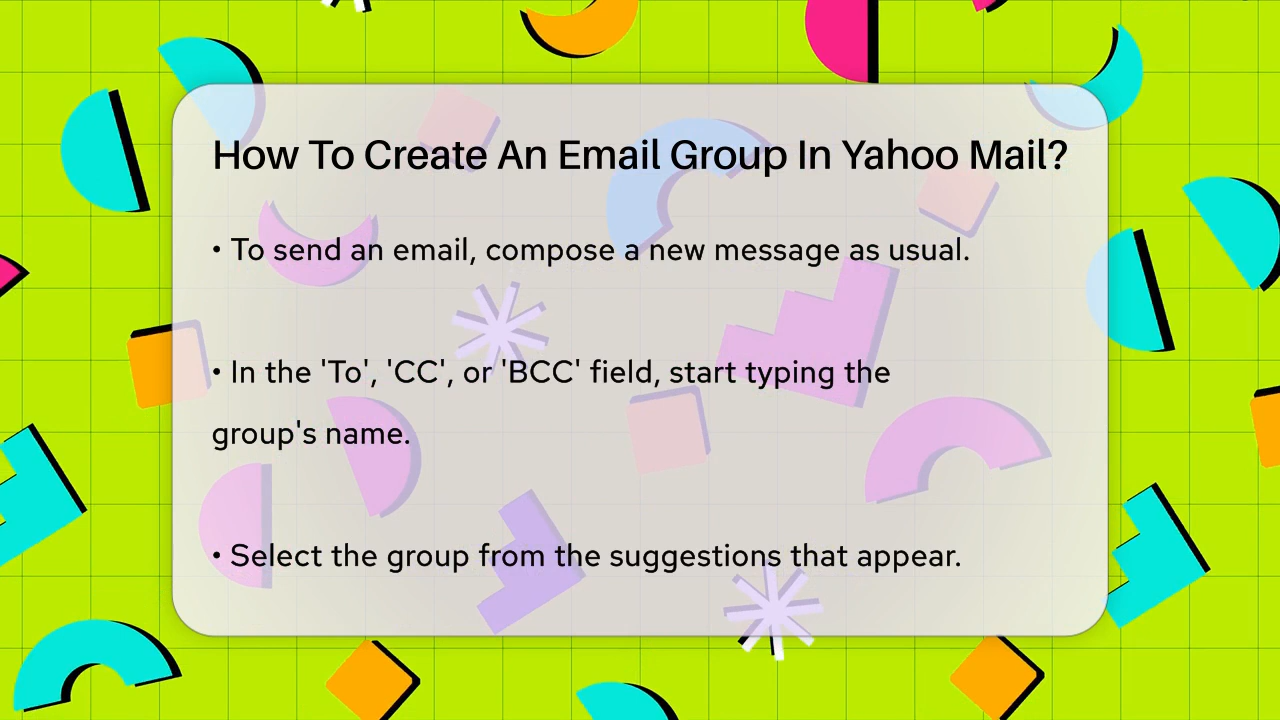 How To Create An Email Group In Yahoo Mail?
• To send an email, compose a new message as usual.
• In the 'To', 'CC', or 'BCC' field, start typing the
group's name.
• Select the group from the suggestions that appear.